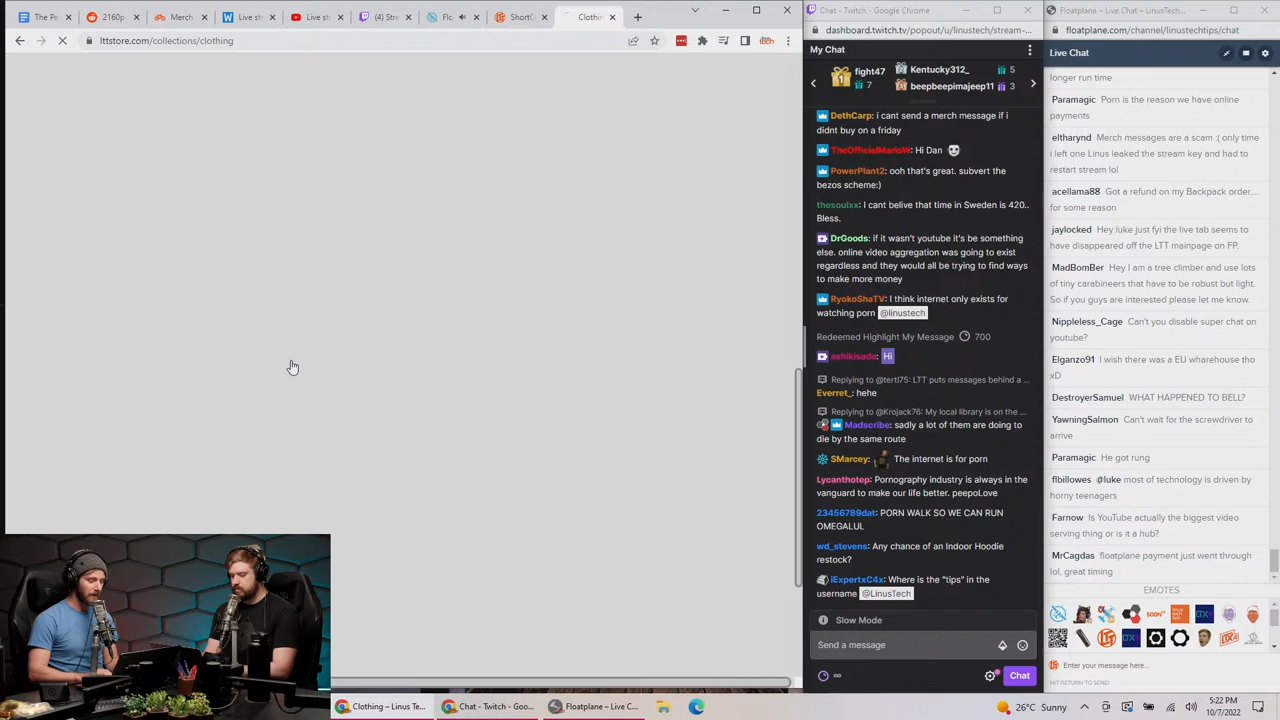 The Pe
21GiF
Merch
Live st
Live st
(4) Str
Flo
ShortC
Clothin
lttstore.com/collections/clothing
Chat - Twitch - Google Chrome
dashboard.twitch.tv/popout/u/linustech/stream-...
My Chat
fight47
7
Kentucky312_
5
beepbeepimajeep11
3
DethCarp: i cant send a merch message if i
didnt buy on a friday
TheOfficialMarioW: Hi Dan
PowerPlant2: ooh that's great. subvert the
bezos scheme:)
thesoulxx: I cant belive that time in Sweden is 420..
Bless.
DrGoods: if it wasn't youtube it's be something
else. online video aggregation was going to exist
regardless and they would all be trying to find ways
to make more money
RyokoShaTV: I think internet only exists for
watching porn @linustech
Redeemed Highlight My Message 700
ashikisada: Hi
Replying to @tertl75: LTT puts messages behind a ...
Everret_: hehe
Replying to @Krojack76: My local library is on the ...
Madscribe: sadly a lot of them are doing to
die by the same route
SMarcey: The internet is for porn
Lycanthotep: Pornography industry is always in the
vanguard to make our life better. peepoLove
23456789dat: PORN WALK SO WE CAN RUN
OMEGALUL
wd_stevens: Any chance of an Indoor Hoodie
restock?
iExpertxC4x: Where is the "tips" in the
username @LinusTech
Slow Mode
Send a message
Chat
Floatplane – Live Chat – LinusTech...
floatplane.com/channel/linustechtips/chat
Live Chat
longer run time
Paramagic Porn is the reason we have online
payments
eltharynd Merch messages are a scam :( only time
i left one Linus leaked the stream key and had to
restart stream lol
acellama88 Got a refund on my Backpack order....
for some reason
jaylocked Hey luke just fyi the live tab seems to
have disappeared off the LTT mainpage on FP.
MadBomBer Hey I am a tree climber and use lots
of tiny carabineers that have to be robust but light.
So if you guys are interested please let me know.
Nippleless_Cage Can't you disable super chat on
youtube?
Elganzo91 I wish there was a EU wharehouse tho
xD
DestroyerSamuel WHAT HAPPENED TO BELL?
YawningSalmon Can't wait for the screwdriver to
arrive
Paramagic He got rung
flbillowes @luke most of technology is driven by
horny teenagers
Farnow Is YouTube actually the biggest video
serving thing or is it a hub?
MrCagdas floatplane payment just went through
lol, great timing
EMOTES
SOON
Enter your message here...
HIT RETURN TO SEND
Clothing – Linus Te...
Chat - Twitch - Goo...
Floatplane – Live C...
26°C Sunny
5:22 PM
10/7/2022